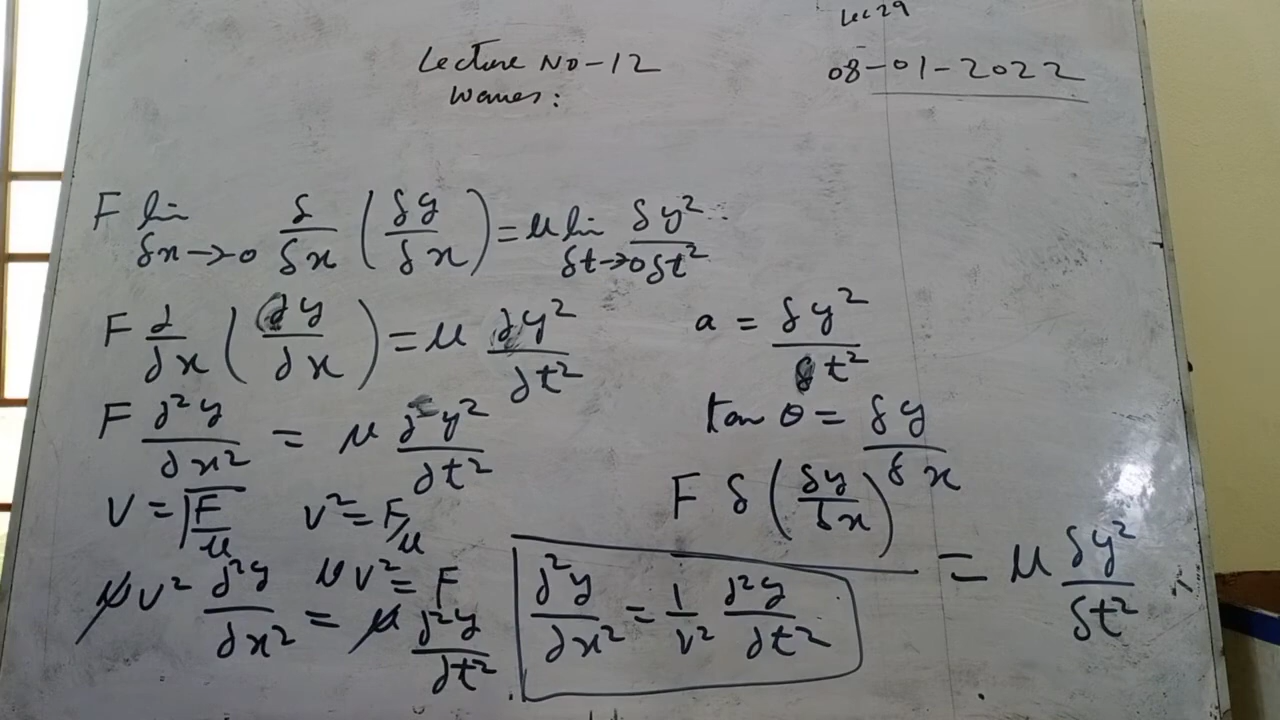 Lec 29
Lecture No-12
08-01-2022
Waves:
F lim δx→0 δ/δx (δy/δx) = μ lim δt→0 δy²/δt²
F ∂/∂x (∂y/∂x) = μ ∂y²/∂t²
a = δy²/δt²
F ∂²y/∂x² = μ ∂²y²/∂t²
tan θ = δy/δx
V = √F/μ v² = F/μ
F δ(δy/δx)/ = μ δy²/δt²
μv² ∂²y/∂x² = μ ∂²y/∂t²
μv² = F
∂²y/∂x² = 1/v² ∂²y/∂t²